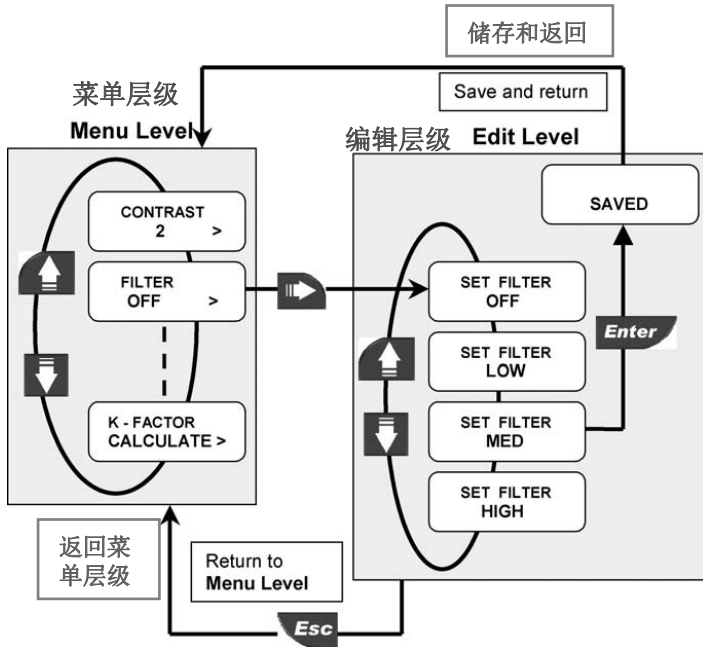 储存和返回
Save and return
菜单层级
Menu Level
编辑层级 Edit Level
CONTRAST
2 >
FILTER
OFF >
K - FACTOR
CALCULATE >
SAVED
SET FILTER
OFF
SET FILTER
LOW
SET FILTER
MED
SET FILTER
HIGH
Enter
返回菜
单层级
Return to
Menu Level
Esc